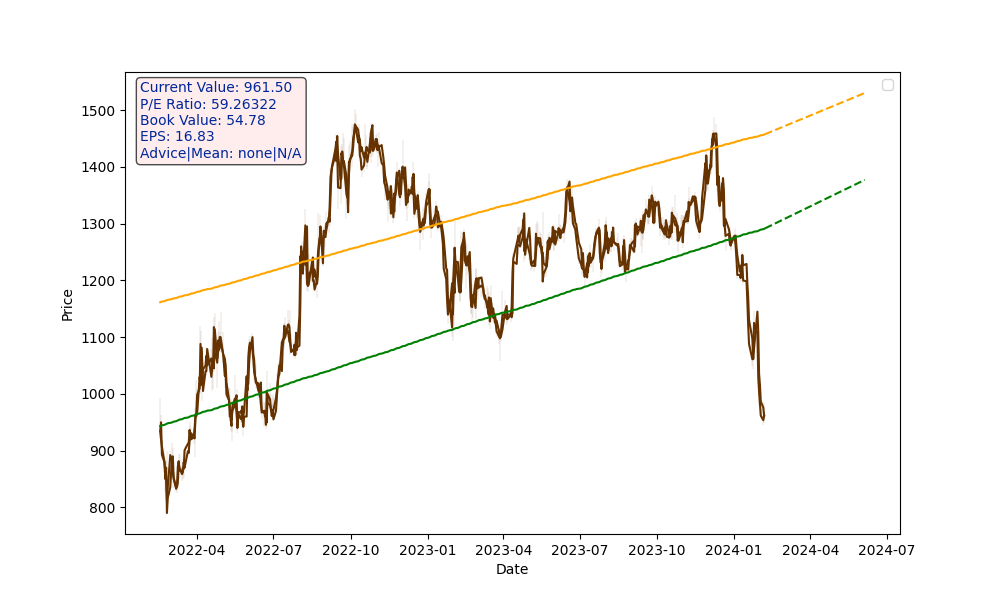 Current Value: 961.50
P/E Ratio: 59.26322
Book Value: 54.78
EPS: 16.83
Advice|Mean: none|N/A
1500
1400
1300
1200
1100
1000
900
800
Price
2022-04 2022-07 2022-10 2023-01 2023-04 2023-07 2023-10 2024-01 2024-04 2024-07
Date